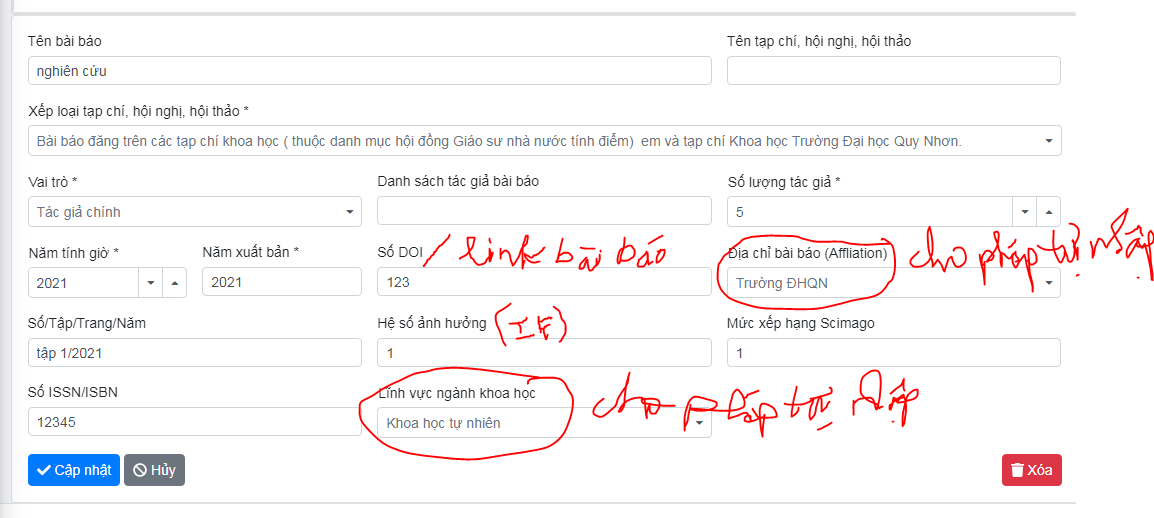 Tên bài báo
Tên tạp chí, hội nghị, hội thảo
nghiên cứu
Xếp loại tạp chí, hội nghị, hội thảo *
Bài báo đăng trên các tạp chí khoa học ( thuộc danh mục hội đồng Giáo sư nhà nước tính điểm) em và tạp chí Khoa học Trường Đại học Quy Nhơn.
Vai trò *
Danh sách tác giả bài báo
Số lượng tác giả *
Tác giả chính
5
Năm tính giờ *
Năm xuất bản *
Số DOI / link bài báo
Địa chỉ bài báo (Affliation) cho phép tự nhập
2021
2021
123
Trường ĐHQN
Số/Tập/Trang/Năm
Hệ số ảnh hưởng (IF)
Mức xếp hạng Scimago
tập 1/2021
1
1
Số ISSN/ISBN
Lĩnh vực ngành khoa học cho phép tự nhập
12345
Khoa học tự nhiên
Cập nhật
Hủy
Xóa